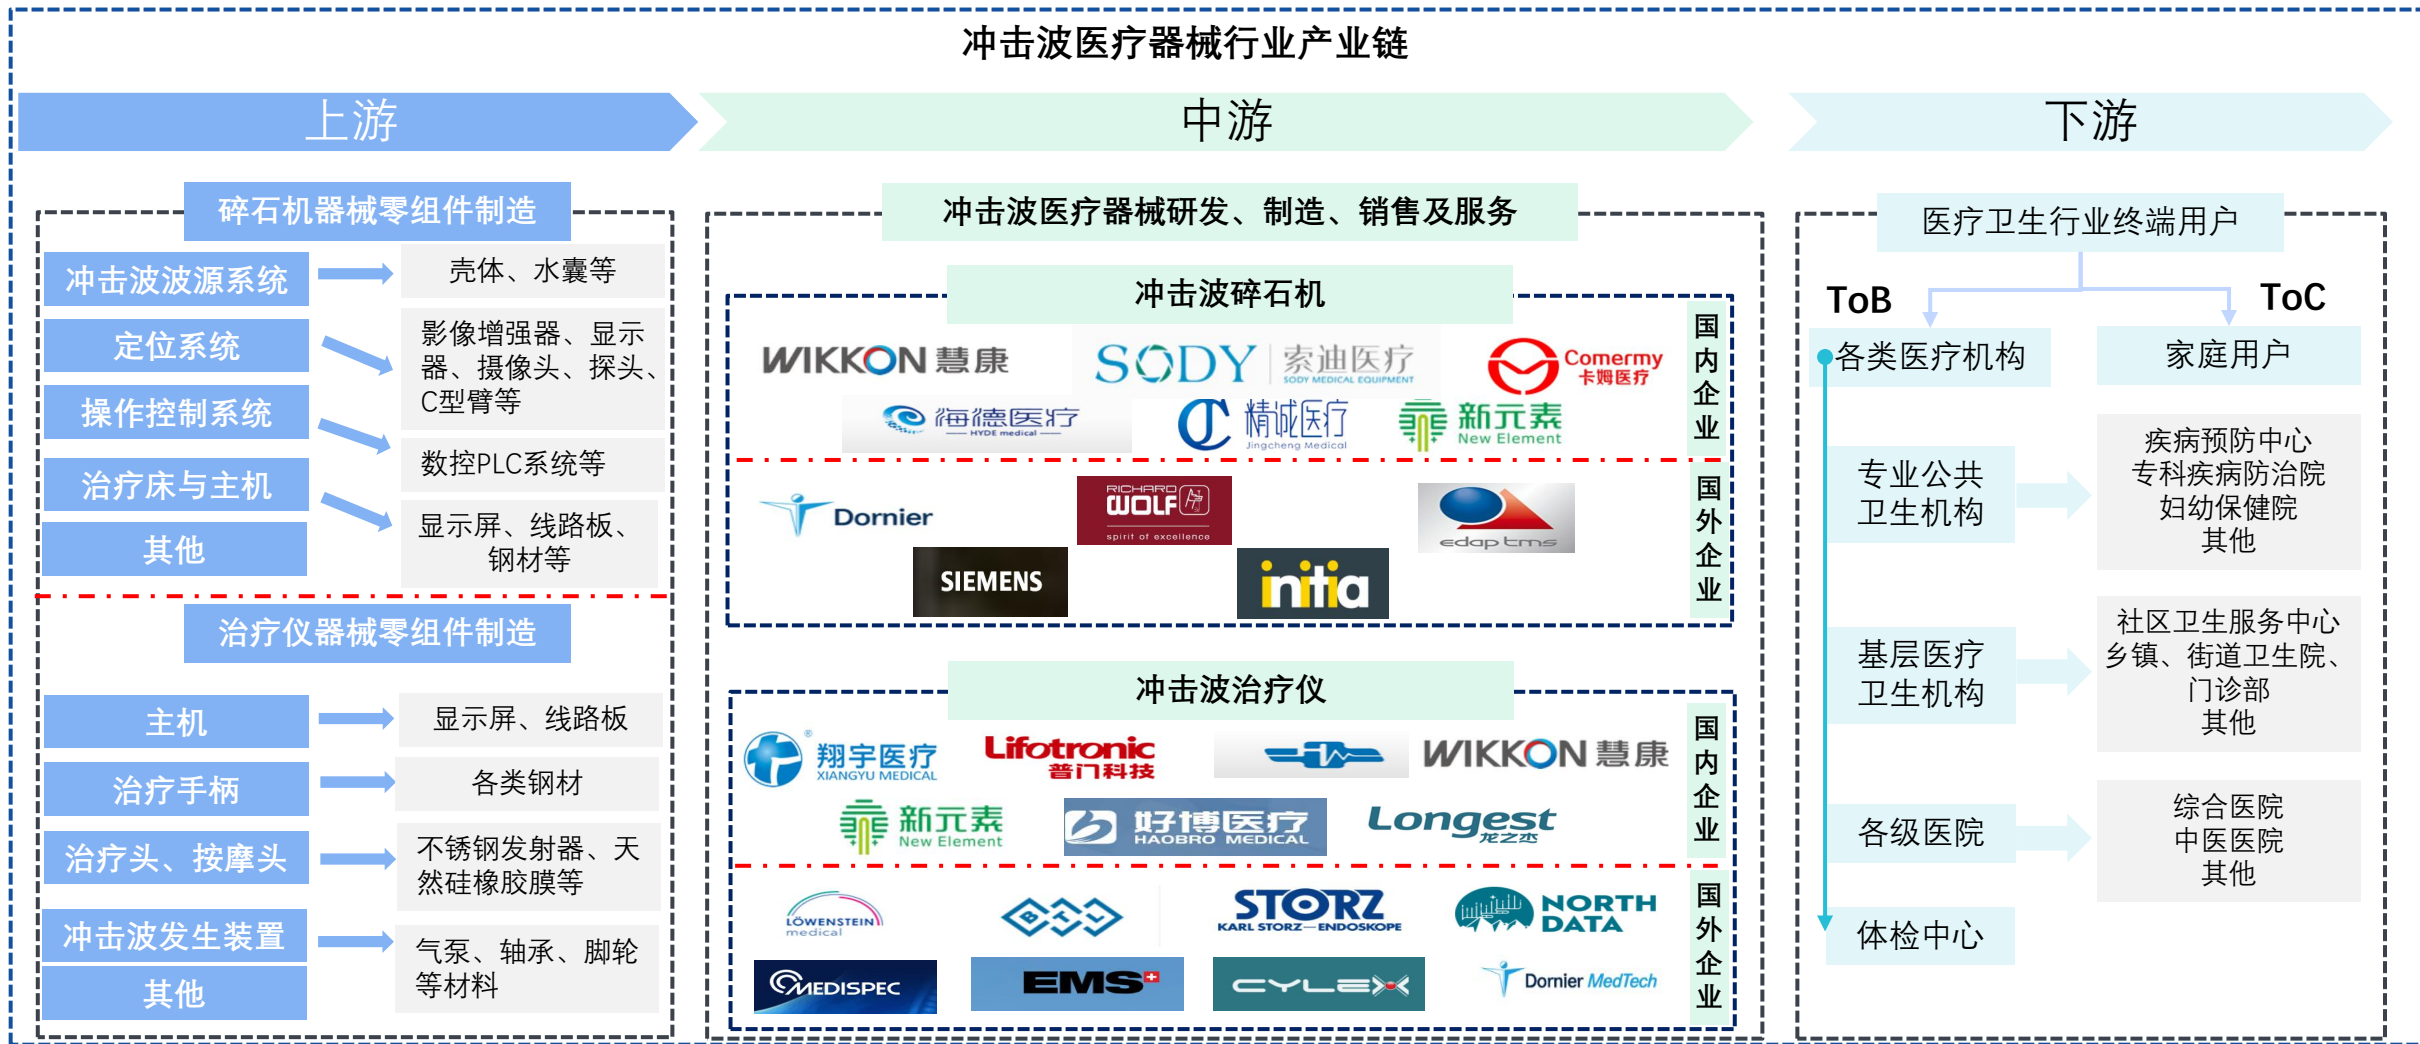 冲击波医疗器械行业产业链
上游
中游
下游
碎石机器械零组件制造
冲击波波源系统
壳体、水囊等
定位系统
影像增强器、显示
器、摄像头、探头、
C型臂等
操作控制系统
数控PLC系统等
治疗床与主机
显示屏、线路板、
钢材等
其他
治疗仪器械零组件制造
主机
显示屏、线路板
治疗手柄
各类钢材
治疗头、按摩头
不锈钢发射器、天
然硅橡胶膜等
冲击波发生装置
气泵、轴承、脚轮
等材料
其他
冲击波医疗器械研发、制造、销售及服务
冲击波碎石机
国内企业
WIKKON 慧康
SODY 索迪医疗
SODY MEDICAL EQUIPMENT
Comermy
卡姆医疗
海德医疗
HYDE medical
精诚医疗
Jingcheng Medical
新元素
New Element
国外企业
Dornier
RICHARD
WOLF
spirit of excellence
edap tms
SIEMENS
initia
冲击波治疗仪
国内企业
翔宇医疗
®
XIANGYU MEDICAL
Lifotronic
普门科技
WIKKON 慧康
新元素
New Element
好博医疗
HAOBRO MEDICAL
Longest
龙之杰
国外企业
LÖWENSTEIN
medical
BTL
STORZ
KARL STORZ—ENDOSKOPE
NORTH
DATA
MEDISPEC
EMS
CYLEX
Dornier MedTech
医疗卫生行业终端用户
ToB
ToC
各类医疗机构
家庭用户
专业公共
卫生机构
疾病预防中心
专科疾病防治院
妇幼保健院
其他
基层医疗
卫生机构
社区卫生服务中心
乡镇、街道卫生院、
门诊部
其他
各级医院
综合医院
中医医院
其他
体检中心